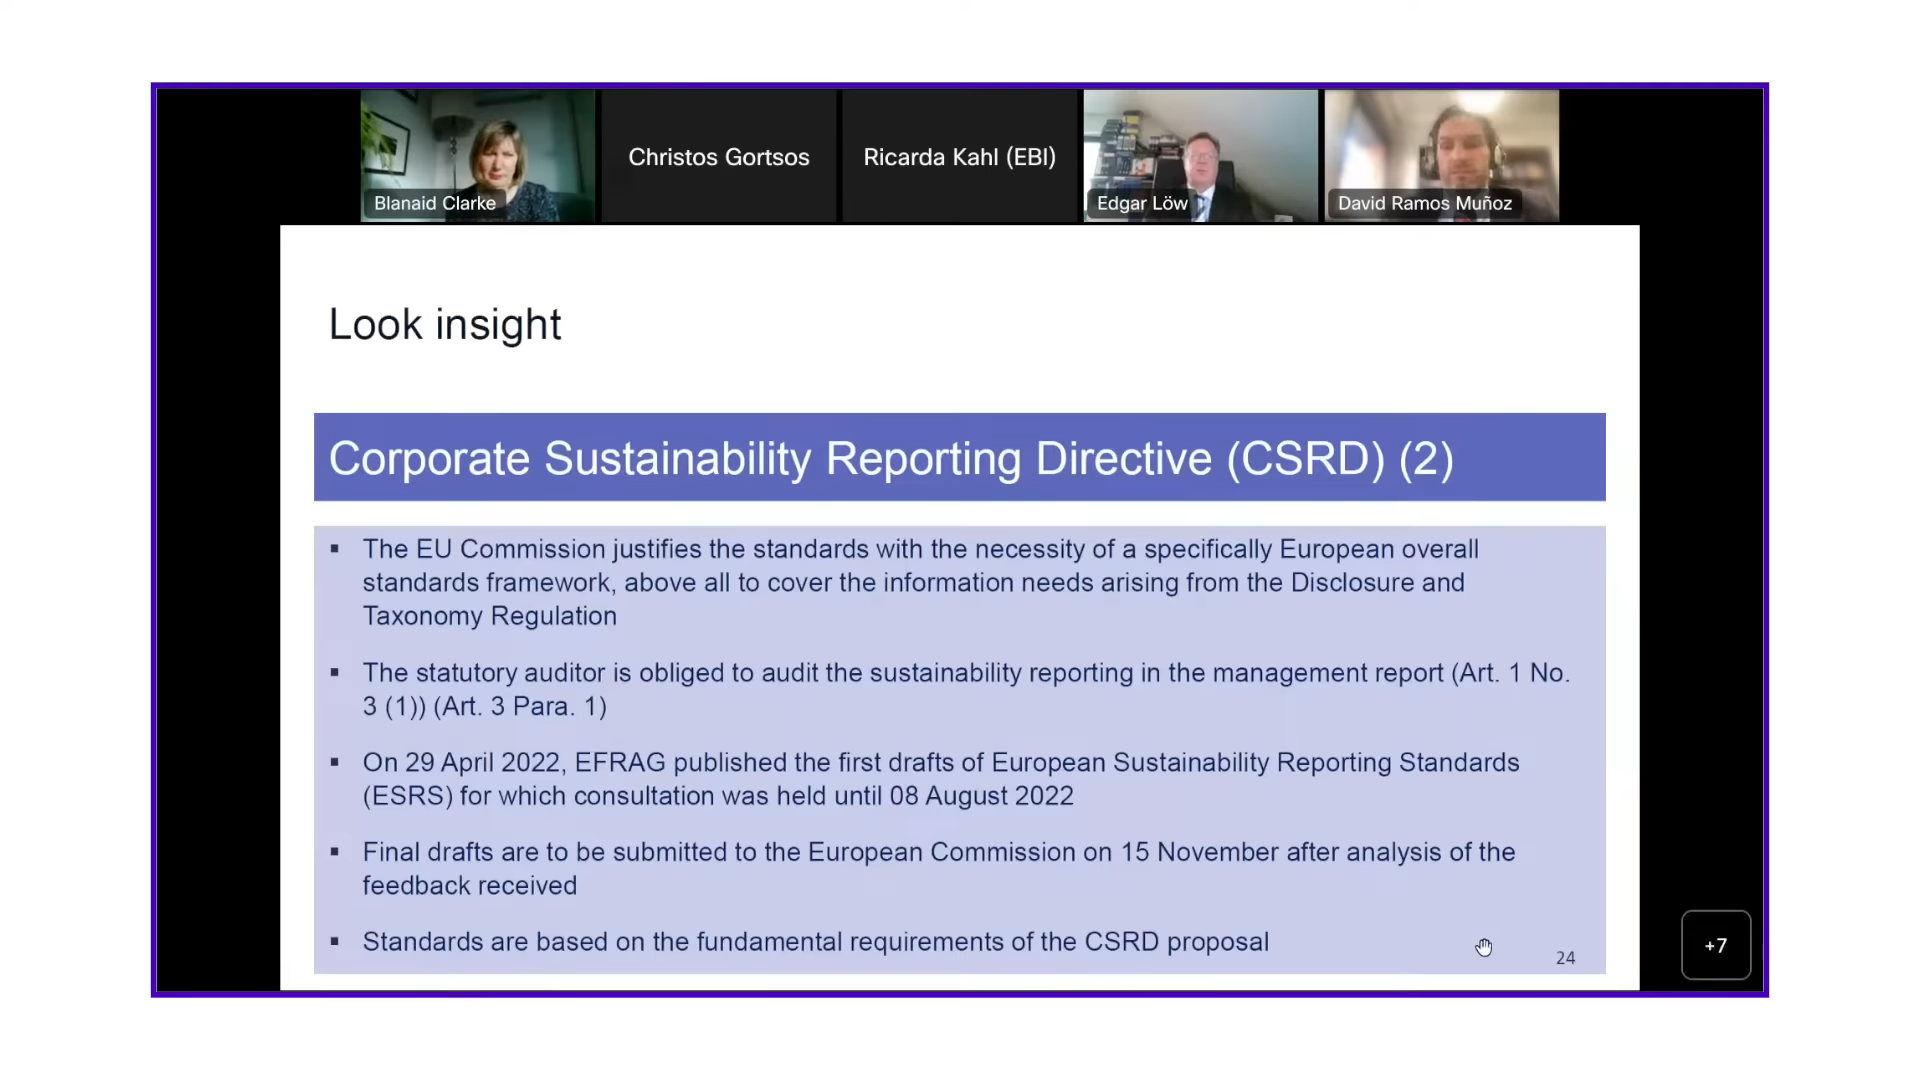 Blanaid Clarke
Christos Gortsos
Ricarda Kahl (EBI)
Edgar Löw
David Ramos Muñoz
Look insight
Corporate Sustainability Reporting Directive (CSRD) (2)
▪ The EU Commission justifies the standards with the necessity of a specifically European overall
standards framework, above all to cover the information needs arising from the Disclosure and
Taxonomy Regulation
▪ The statutory auditor is obliged to audit the sustainability reporting in the management report (Art. 1 No.
3 (1)) (Art. 3 Para. 1)
▪ On 29 April 2022, EFRAG published the first drafts of European Sustainability Reporting Standards
(ESRS) for which consultation was held until 08 August 2022
▪ Final drafts are to be submitted to the European Commission on 15 November after analysis of the
feedback received
▪ Standards are based on the fundamental requirements of the CSRD proposal
24
+7